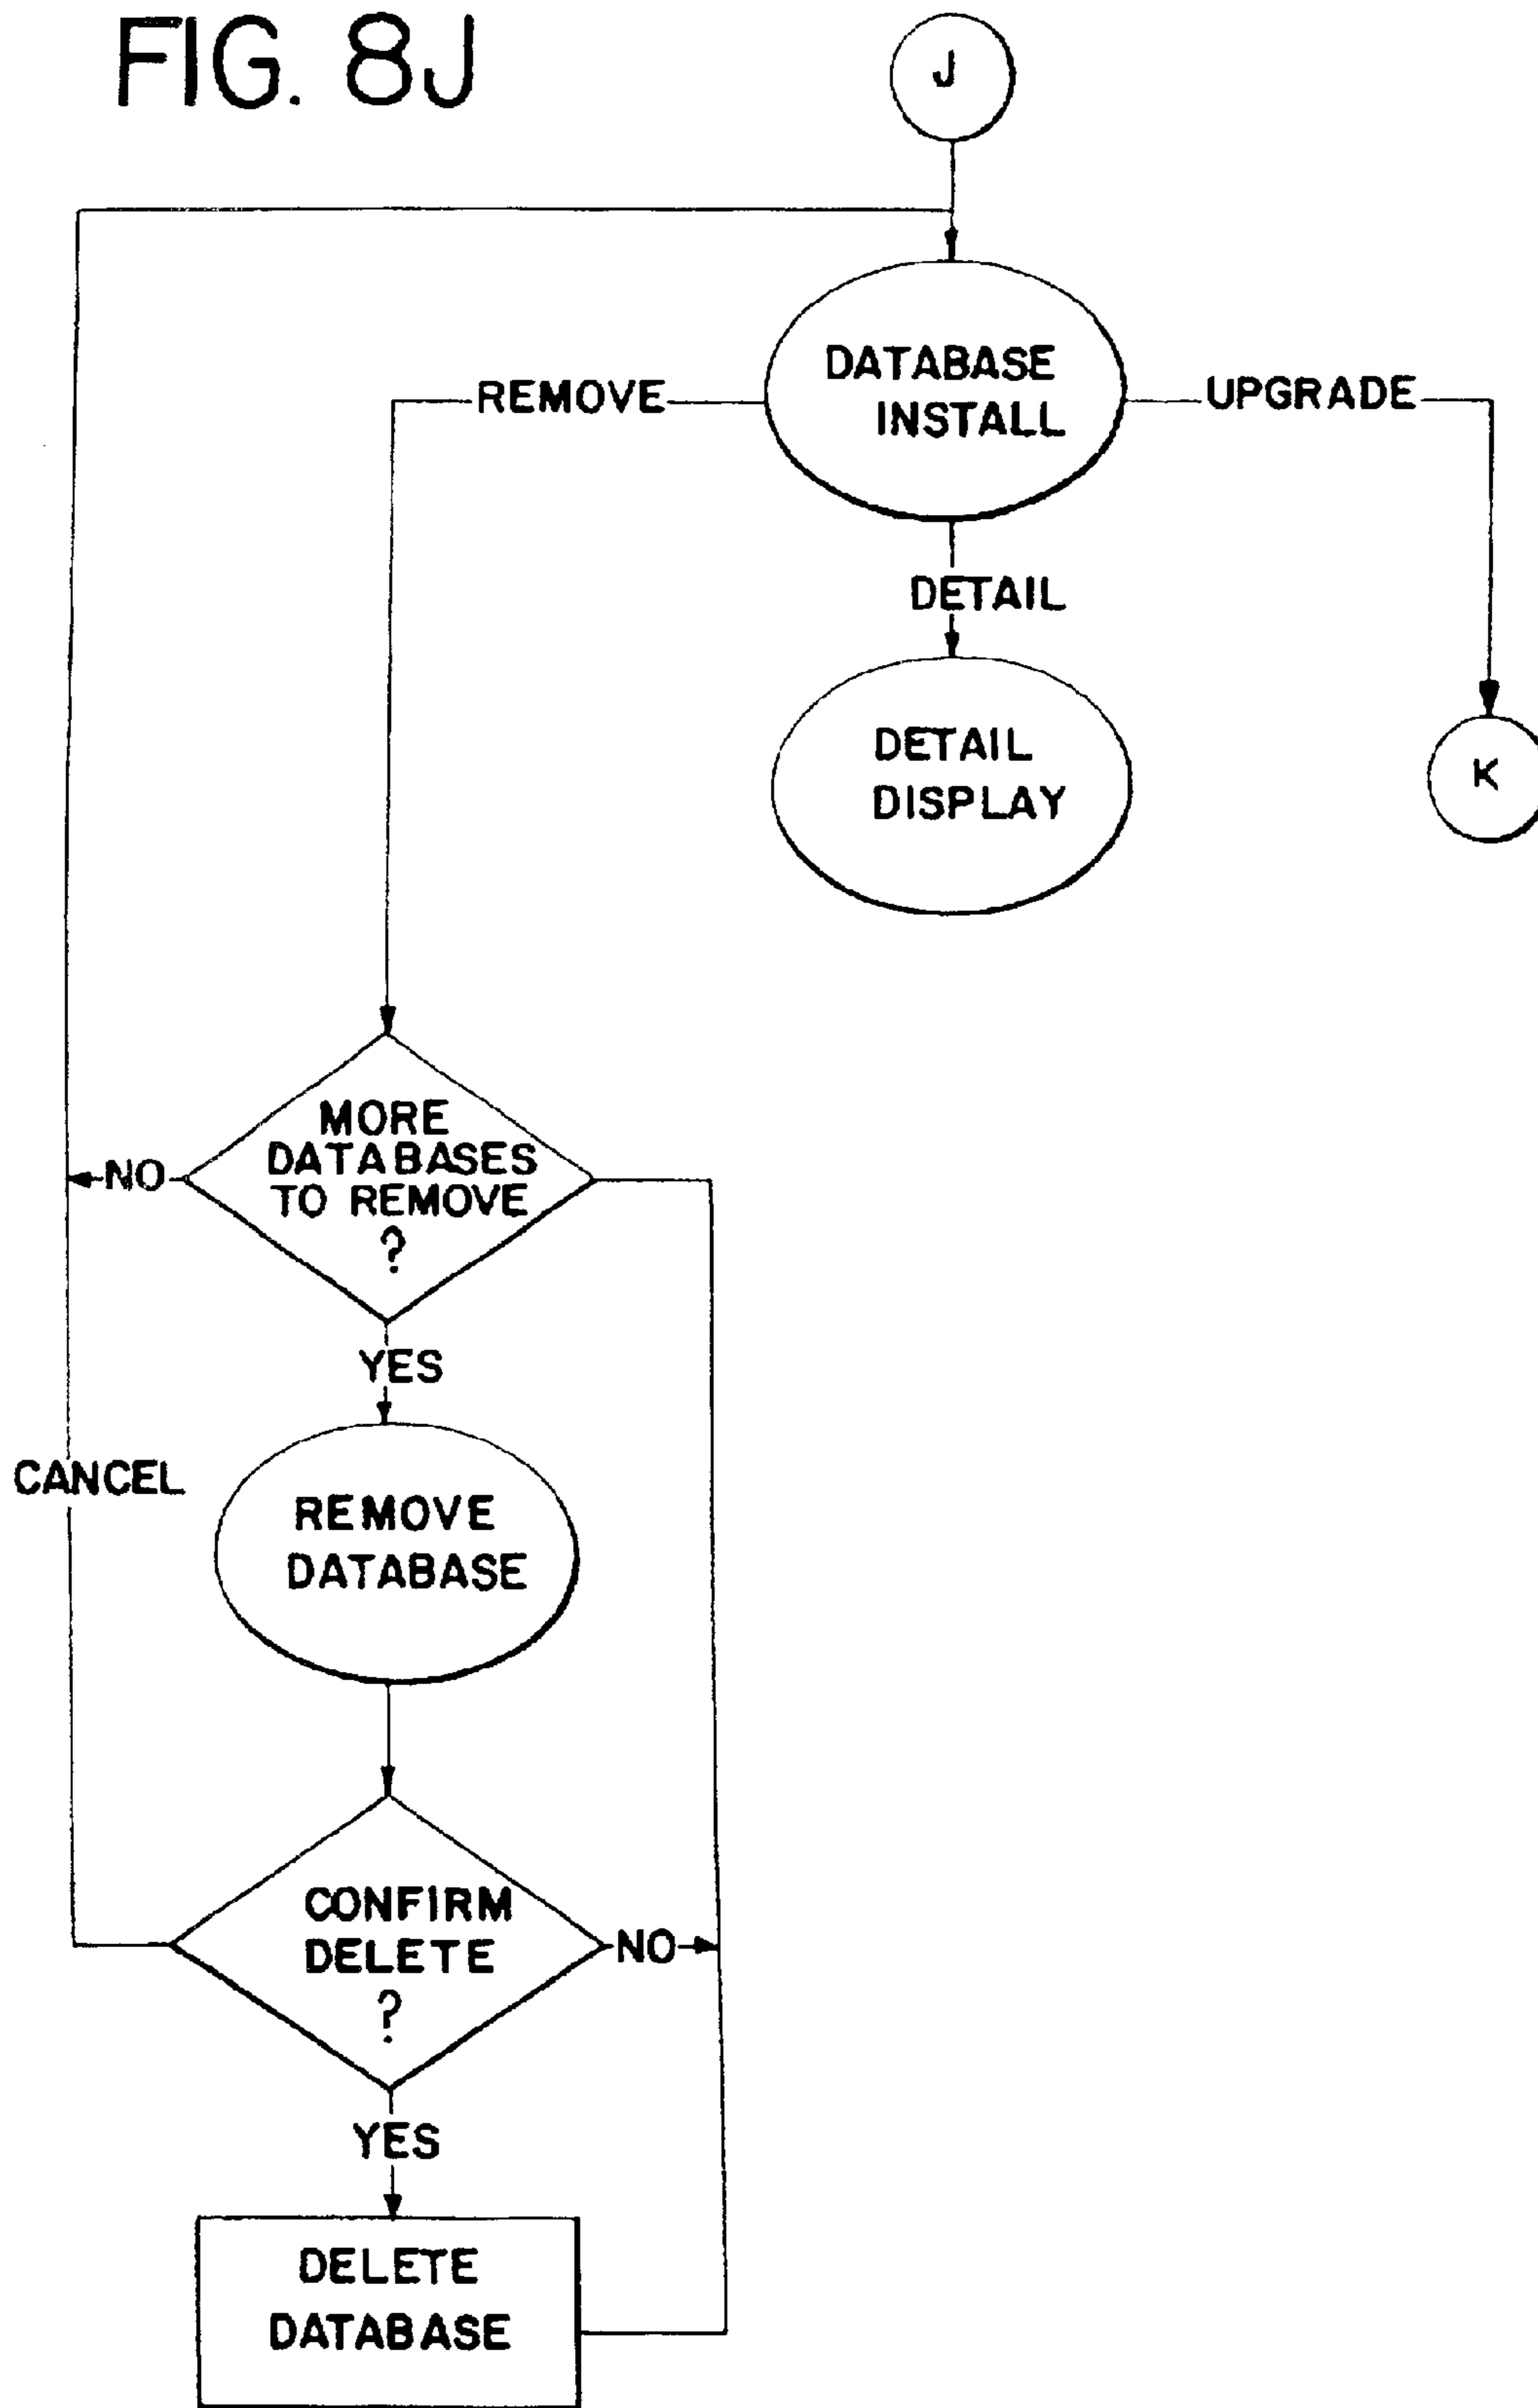 FIG. 8J
J
DATABASE
INSTALL
REMOVE
UPGRADE
DETAIL
DETAIL
DISPLAY
K
MORE
DATABASES
TO REMOVE
?
NO
YES
CANCEL
REMOVE
DATABASE
CONFIRM
DELETE
?
NO
YES
DELETE
DATABASE